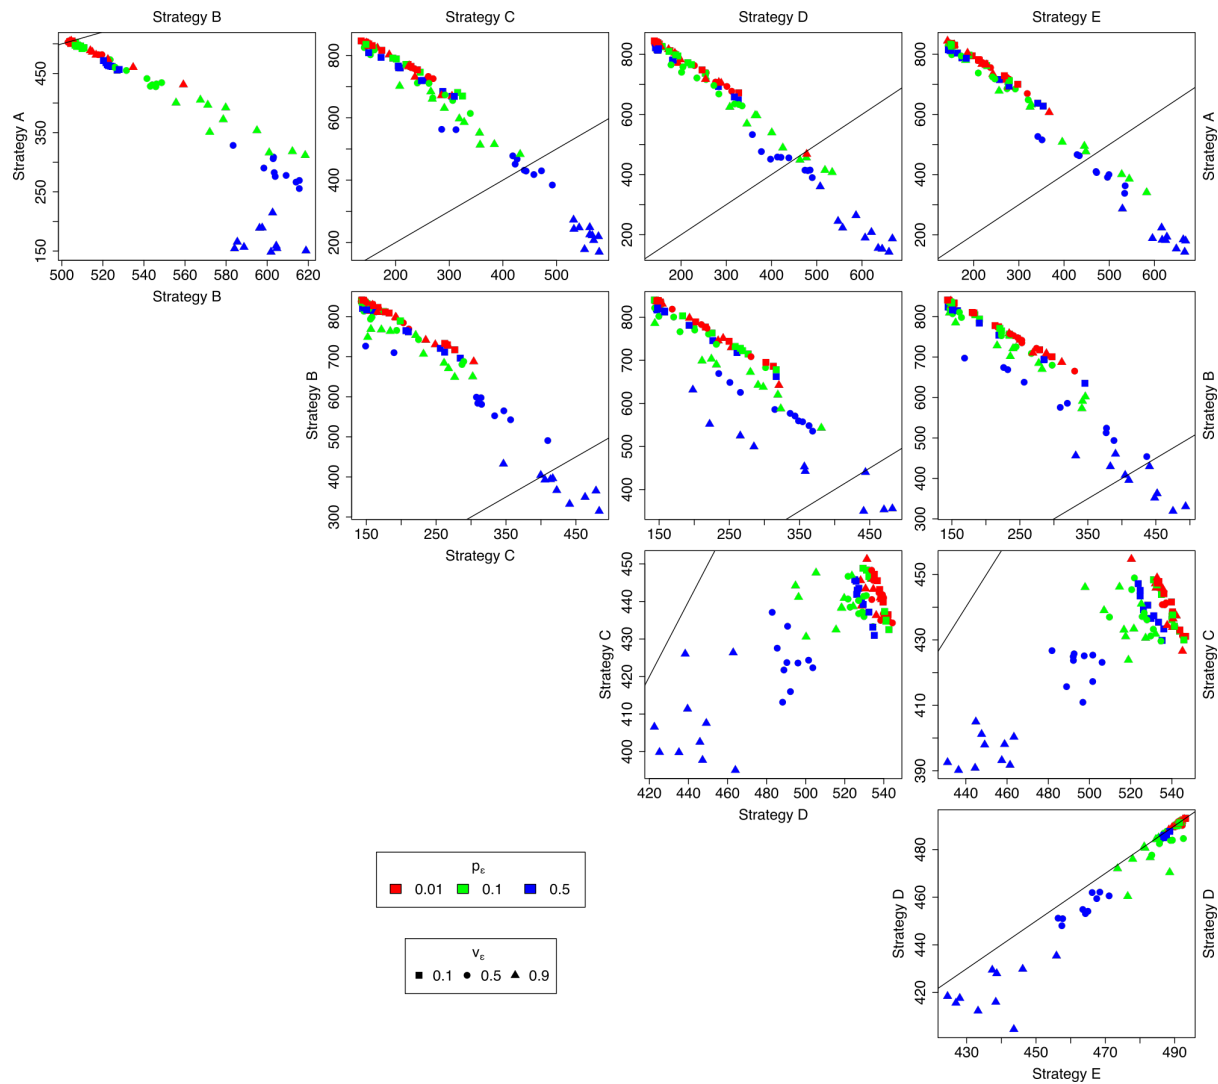 Strategy B Strategy C Strategy D Strategy E
Strategy A
150 250 350 450
500 520 540 560 580 600 620
Strategy B
200 400 600 800
200 300 400 500
200 400 600 800
200 300 400 500 600 800
200 400 600 800
200 300 400 500 600
Strategy A
Strategy B
300 400 500 600 700 800
150 250 350 450
Strategy C
400 500 600 700 800
150 250 350 450
300 400 500 600 700 800
150 250 350 450
Strategy B
Strategy C
400 410 420 430 440 450
420 440 460 480 500 520 540
Strategy D
390 410 430 450
440 460 480 500 520 540
Strategy C
pε
0.01 0.1 0.5
vε
0.1 0.5 0.9
Strategy D
420 440 460 480
430 450 470 490
Strategy E
Strategy D